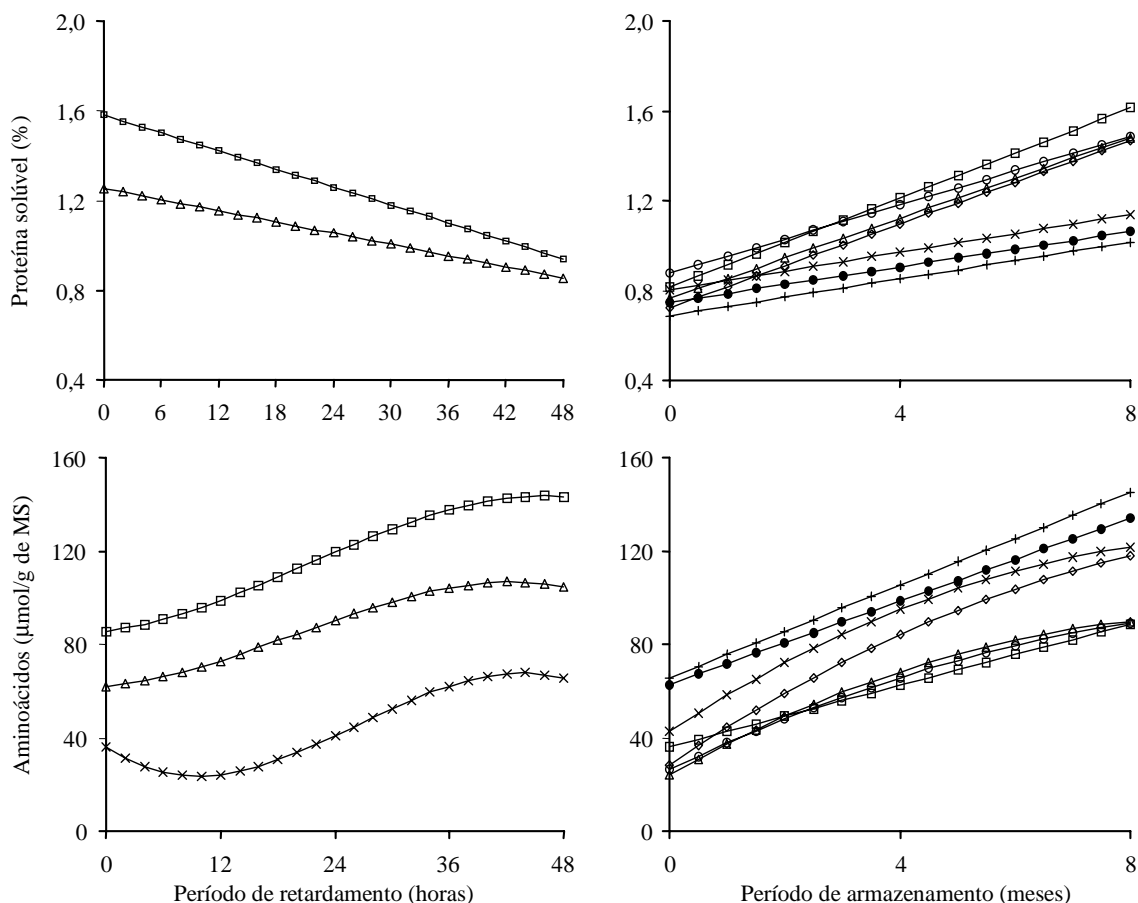 Proteína solúvel (%)
2,0
1,6
1,2
0,8
0,4
0 6 12 18 24 30 36 42 48
2,0
1,6
1,2
0,8
0,4
0 4 8
Aminoácidos (µmol/g de MS)
160
120
80
40
0
0 12 24 36 48
Período de retardamento (horas)
160
120
80
40
0
0 4 8
Período de armazenamento (meses)